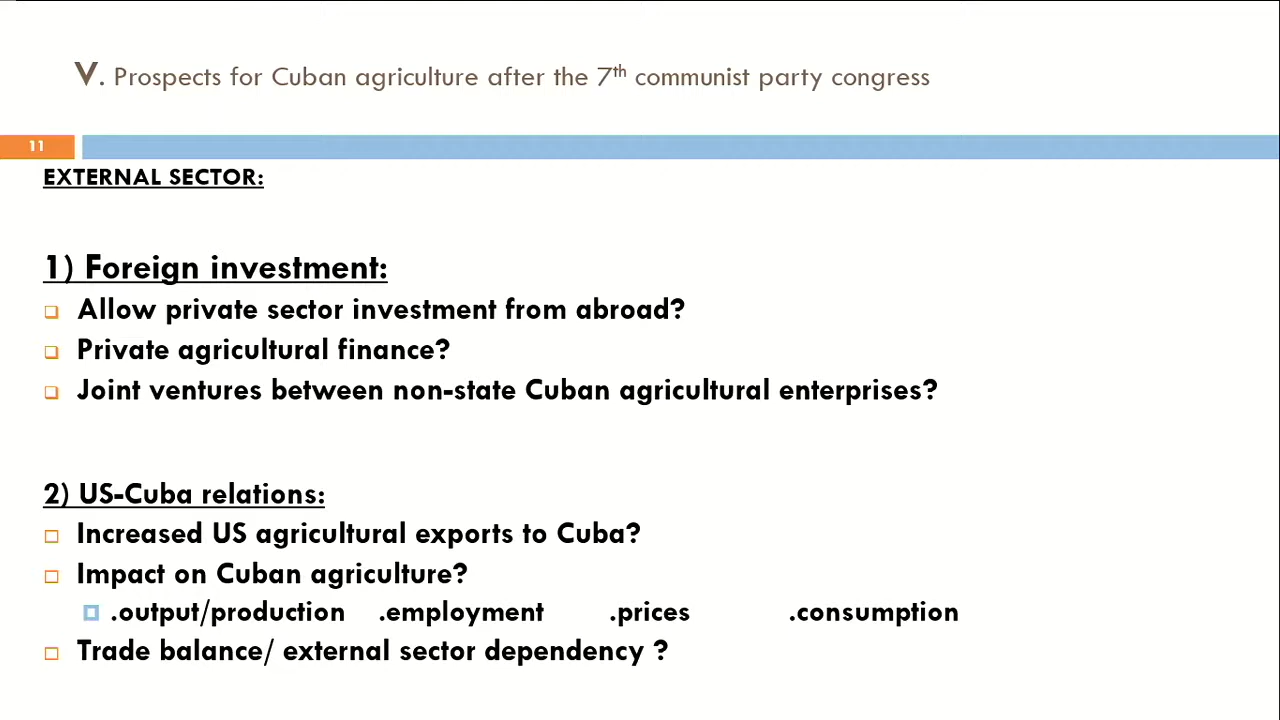 V. Prospects for Cuban agriculture after the 7th communist party congress
11
EXTERNAL SECTOR:
1) Foreign investment:
Allow private sector investment from abroad?
Private agricultural finance?
Joint ventures between non-state Cuban agricultural enterprises?
2) US-Cuba relations:
Increased US agricultural exports to Cuba?
Impact on Cuban agriculture?
.output/production .employment .prices .consumption
Trade balance/ external sector dependency ?